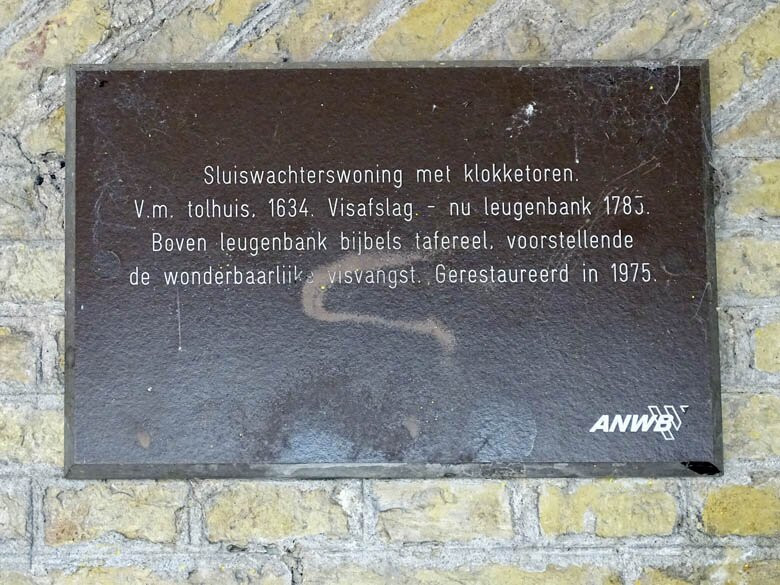 Sluiswachterswoning met klokketoren.
V.m. tolhuis, 1634. Visafslag. - nu leugenbank 1785.
Boven leugenbank bijbels tafereel, voorstellende
de wonderbaarlijke visvangst. Gerestaureerd in 1975.
ANWB